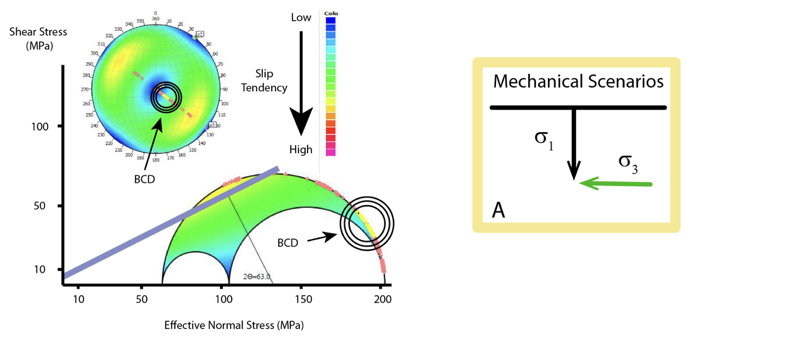 Shear Stress
(MPa)
100
50
10
10
50
100
150
200
Effective Normal Stress (MPa)
BCD
Low
Slip
Tendency
High
Colo
BCD
2Θ=63.0
Mechanical Scenarios
σ1
σ3
A